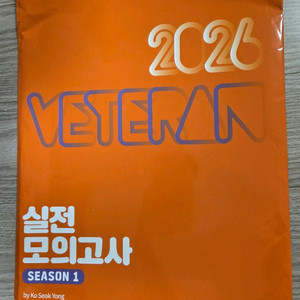 2026
VETERAN
실전
모의고사
SEASON 1
by Ko Seok Yong